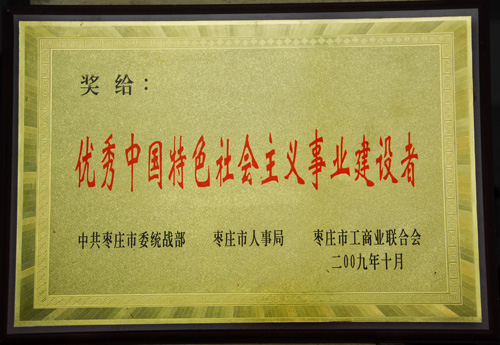 奖给：
优秀中国特色社会主义事业建设者
中共枣庄市委统战部 枣庄市人事局 枣庄市工商业联合会
二00九年十月